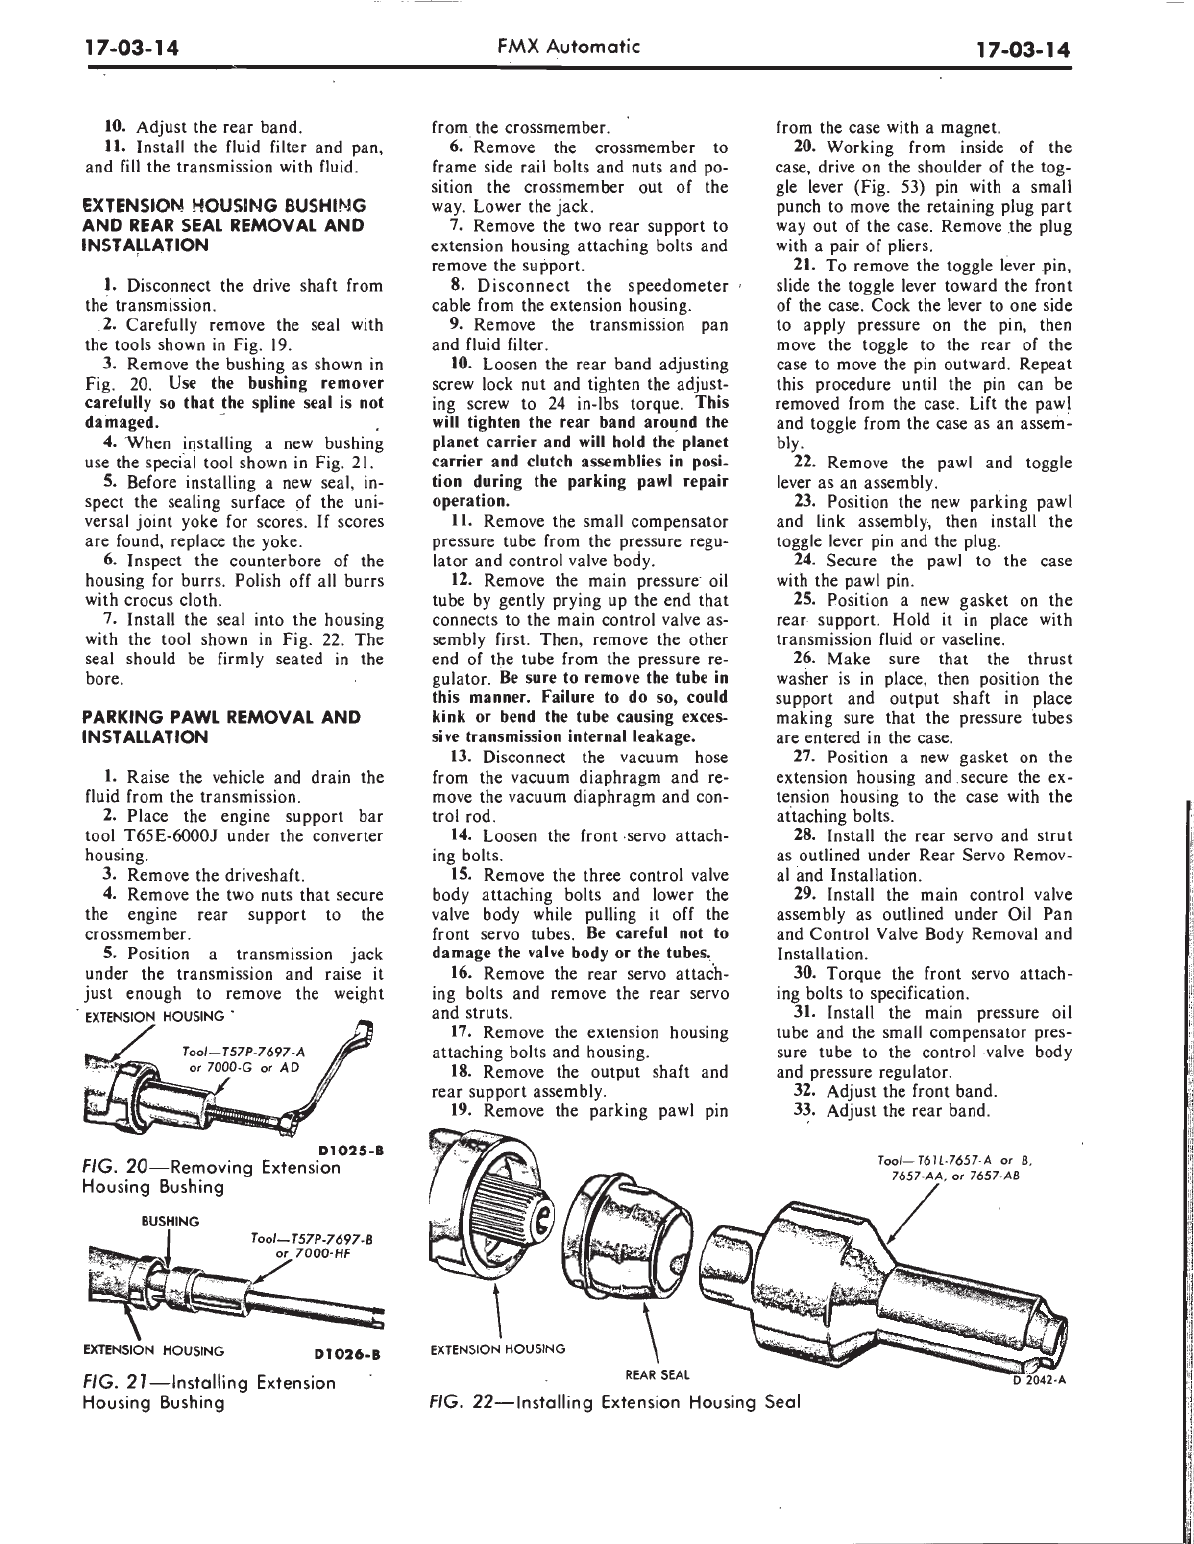 17-03-14
FMX Automatic
17-03-14
10. Adjust the rear band.
11. Install the fluid filter and pan,
and fill the transmission with fluid.
EXTENSION HOUSING BUSHING
AND REAR SEAL REMOVAL AND
INSTALLATION
1. Disconnect the drive shaft from
the transmission.
2. Carefully remove the seal with
the tools shown in Fig. 19.
3. Remove the bushing as shown in
Fig. 20. Use the bushing remover
carefully so that the spline seal is not
damaged.
4. When installing a new bushing
use the special tool shown in Fig. 21.
5. Before installing a new seal, in-
spect the sealing surface of the uni-
versal joint yoke for scores. If scores
are found, replace the yoke.
6. Inspect the counterbore of the
housing for burrs. Polish off all burrs
with crocus cloth.
7. Install the seal into the housing
with the tool shown in Fig. 22. The
seal should be firmly seated in the
bore.
PARKING PAWL REMOVAL AND
INSTALLATION
1. Raise the vehicle and drain the
fluid from the transmission.
2. Place the engine support bar
tool T65E-6000J under the converter
housing.
3. Remove the driveshaft.
4. Remove the two nuts that secure
the engine rear support to the
crossmember.
5. Position a transmission jack
under the transmission and raise it
just enough to remove the weight
EXTENSION HOUSING
Tool—T57P-7697-A
or 7000-G or AD
D1025-B
FIG. 20—Removing Extension
Housing Bushing
BUSHING
Tool—T57P-7697-B
or 7000-HF
EXTENSION HOUSING
D1026-B
FIG. 21—Installing Extension
Housing Bushing
from the crossmember.
6. Remove the crossmember to
frame side rail bolts and nuts and po-
sition the crossmember out of the
way. Lower the jack.
7. Remove the two rear support to
extension housing attaching bolts and
remove the support.
8. Disconnect the speedometer
cable from the extension housing.
9. Remove the transmission pan
and fluid filter.
10. Loosen the rear band adjusting
screw lock nut and tighten the adjust-
ing screw to 24 in-lbs torque. This
will tighten the rear band around the
planet carrier and will hold the planet
carrier and clutch assemblies in posi-
tion during the parking pawl repair
operation.
11. Remove the small compensator
pressure tube from the pressure regu-
lator and control valve body.
12. Remove the main pressure oil
tube by gently prying up the end that
connects to the main control valve as-
sembly first. Then, remove the other
end of the tube from the pressure re-
gulator. Be sure to remove the tube in
this manner. Failure to do so, could
kink or bend the tube causing exces-
sive transmission internal leakage.
13. Disconnect the vacuum hose
from the vacuum diaphragm and re-
move the vacuum diaphragm and con-
trol rod.
14. Loosen the front servo attach-
ing bolts.
15. Remove the three control valve
body attaching bolts and lower the
valve body while pulling it off the
front servo tubes. Be careful not to
damage the valve body or the tubes.
16. Remove the rear servo attach-
ing bolts and remove the rear servo
and struts.
17. Remove the extension housing
attaching bolts and housing.
18. Remove the output shaft and
rear support assembly.
19. Remove the parking pawl pin
from the case with a magnet.
20. Working from inside of the
case, drive on the shoulder of the tog-
gle lever (Fig. 53) pin with a small
punch to move the retaining plug part
way out of the case. Remove the plug
with a pair of pliers.
21. To remove the toggle lever pin,
slide the toggle lever toward the front
of the case. Cock the lever to one side
to apply pressure on the pin, then
move the toggle to the rear of the
case to move the pin outward. Repeat
this procedure until the pin can be
removed from the case. Lift the pawl
and toggle from the case as an assem-
bly.
22. Remove the pawl and toggle
lever as an assembly.
23. Position the new parking pawl
and link assembly, then install the
toggle lever pin and the plug.
24. Secure the pawl to the case
with the pawl pin.
25. Position a new gasket on the
rear support. Hold it in place with
transmission fluid or vaseline.
26. Make sure that the thrust
washer is in place, then position the
support and output shaft in place
making sure that the pressure tubes
are entered in the case.
27. Position a new gasket on the
extension housing and secure the ex-
tension housing to the case with the
attaching bolts.
28. Install the rear servo and strut
as outlined under Rear Servo Remov-
al and Installation.
29. Install the main control valve
assembly as outlined under Oil Pan
and Control Valve Body Removal and
Installation.
30. Torque the front servo attach-
ing bolts to specification.
31. Install the main pressure oil
tube and the small compensator pres-
sure tube to the control valve body
and pressure regulator.
32. Adjust the front band.
33. Adjust the rear band.
Tool—T61L-7657-A or B,
7657-AA, or 7657-AB
EXTENSION HOUSING
REAR SEAL
D 2042-A
FIG. 22—Installing Extension Housing Seal